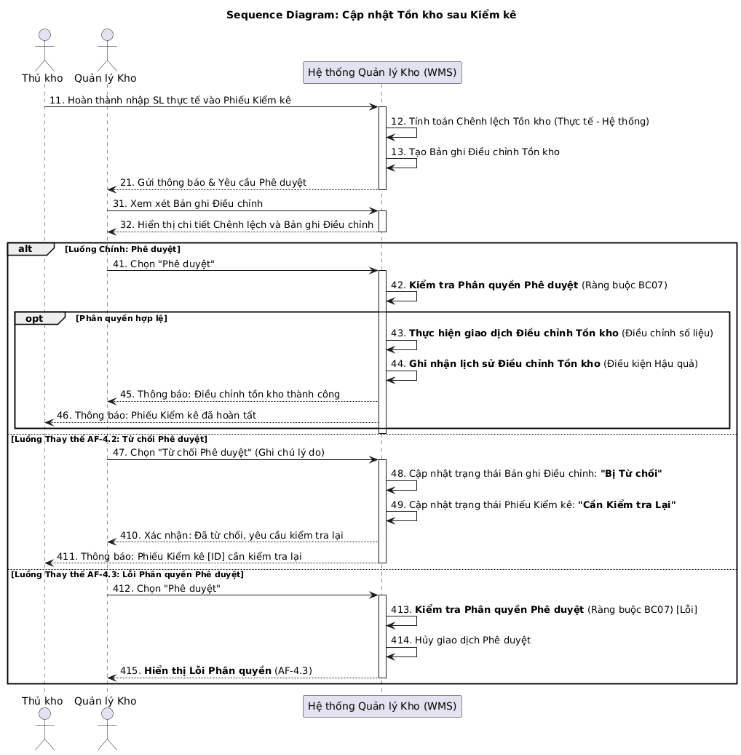 Sequence Diagram: Cập nhật Tồn kho sau Kiểm kê
Thủ kho
Quản lý Kho
Hệ thống Quản lý Kho (WMS)
11. Hoàn thành nhập SL thực tế vào Phiếu Kiểm kê
12. Tính toán Chênh lệch Tồn kho (Thực tế - Hệ thống)
13. Tạo Bản ghi Điều chỉnh Tồn kho
21. Gửi thông báo & Yêu cầu Phê duyệt
31. Xem xét Bản ghi Điều chỉnh
32. Hiển thị chi tiết Chênh lệch và Bản ghi Điều chỉnh
alt [Luồng Chính: Phê duyệt]
41. Chọn "Phê duyệt"
42. Kiểm tra Phân quyền Phê duyệt (Ràng buộc BC07)
opt [Phân quyền hợp lệ]
43. Thực hiện giao dịch Điều chỉnh Tồn kho (Điều chỉnh số liệu)
44. Ghi nhận lịch sử Điều chỉnh Tồn kho (Điều kiện Hậu quả)
45. Thông báo: Điều chỉnh tồn kho thành công
46. Thông báo: Phiếu Kiểm kê đã hoàn tất
[Luồng Thay thế AF-4.2: Từ chối Phê duyệt]
47. Chọn "Từ chối Phê duyệt" (Ghi chú lý do)
48. Cập nhật trạng thái Bản ghi Điều chỉnh: "Bị Từ chối"
49. Cập nhật trạng thái Phiếu Kiểm kê: "Cần Kiểm tra Lại"
410. Xác nhận: Đã từ chối, yêu cầu kiểm tra lại
411. Thông báo: Phiếu Kiểm kê [ID] cần kiểm tra lại
[Luồng Thay thế AF-4.3: Lỗi Phân quyền Phê duyệt]
412. Chọn "Phê duyệt"
413. Kiểm tra Phân quyền Phê duyệt (Ràng buộc BC07) [Lỗi]
414. Hủy giao dịch Phê duyệt
415. Hiển thị Lỗi Phân quyền (AF-4.3)
Thủ kho
Quản lý Kho
Hệ thống Quản lý Kho (WMS)